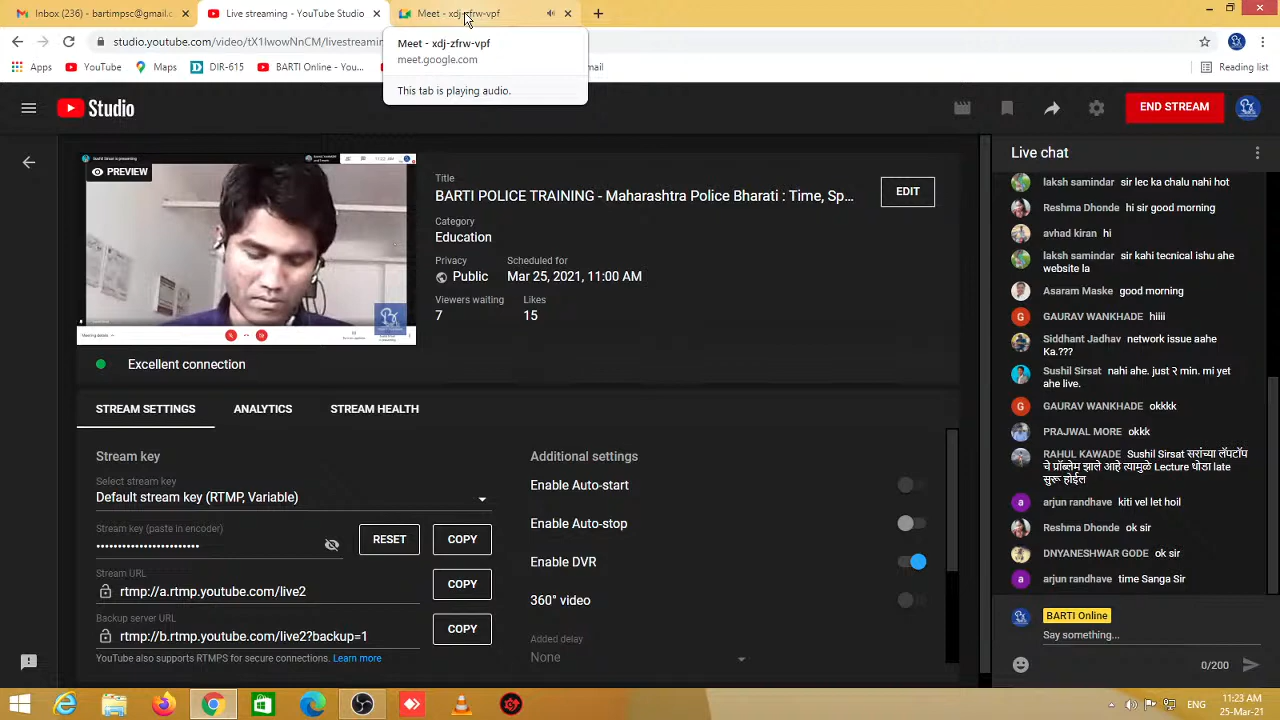 Inbox (236) - bartimpsc@gmail.c
Live streaming - YouTube Studio
Meet - xdj-zfrw-vpf
studio.youtube.com/video/tX1IwowNnCM/livestreamin
Meet - xdj-zfrw-vpf
meet.google.com
This tab is playing audio.
Apps
YouTube
Maps
DIR-615
BARTI Online - You...
mail
Reading list
Studio
END STREAM
PREVIEW
Title
BARTI POLICE TRAINING - Maharashtra Police Bharati : Time, Sp...
EDIT
Category
Education
Privacy
Public
Scheduled for
Mar 25, 2021, 11:00 AM
Viewers waiting
7
Likes
15
Excellent connection
STREAM SETTINGS
ANALYTICS
STREAM HEALTH
Stream key
Select stream key
Default stream key (RTMP, Variable)
Stream key (paste in encoder)
••••••••••••••••••••••••
RESET
COPY
Stream URL
rtmp://a.rtmp.youtube.com/live2
COPY
Backup server URL
rtmp://b.rtmp.youtube.com/live2?backup=1
COPY
YouTube also supports RTMPS for secure connections. Learn more
Additional settings
Enable Auto-start
Enable Auto-stop
Enable DVR
360° video
Added delay
None
Live chat
laksh samindar sir lec ka chalu nahi hot
Reshma Dhonde hi sir good morning
avhad kiran hi
laksh samindar sir kahi tecnical ishu ahe
website la
Asaram Maske good morning
GAURAV WANKHADE hiiii
Siddhant Jadhav network issue aahe
Ka.???
Sushil Sirsat nahi ahe. just २ min. mi yet
ahe live.
GAURAV WANKHADE okkkk
PRAJWAL MORE okkk
RAHUL KAWADE Sushil Sirsat सरांच्या लॅपटॉप
चे प्रॉब्लेम झाले आहे त्यामुळे Lecture थोडा late
सुरू होईल
arjun randhave kiti vel let hoil
Reshma Dhonde ok sir
DNYANESHWAR GODE ok sir
arjun randhave time Sanga Sir
BARTI Online
Say something...
0/200
ENG
11:23 AM
25-Mar-21